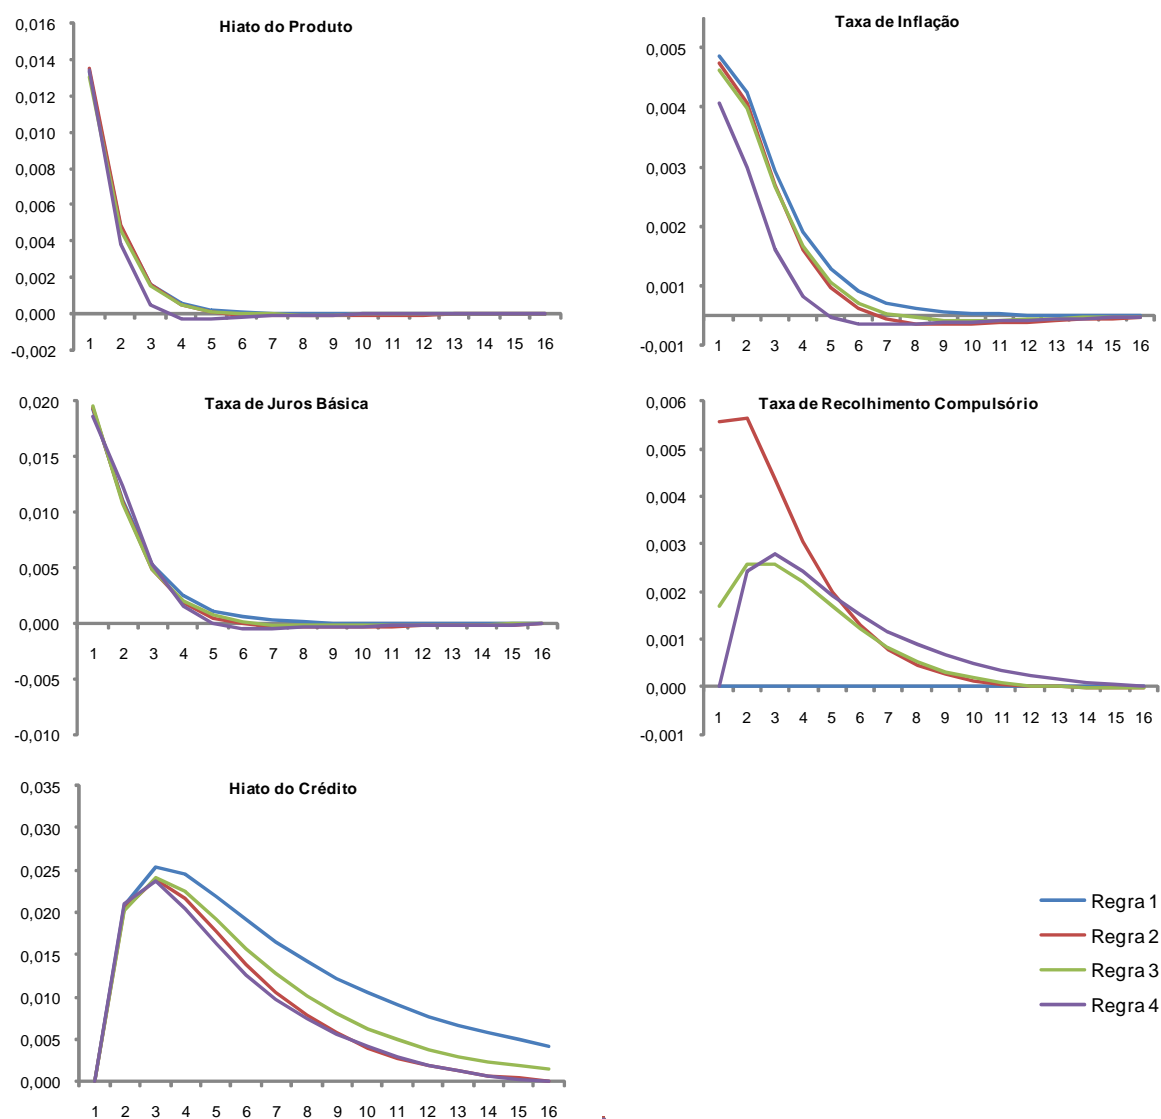 Hiato do Produto
0,016
0,014
0,012
0,010
0,008
0,006
0,004
0,002
0,000
-0,002
1 2 3 4 5 6 7 8 9 10 11 12 13 14 15 16
Taxa de Inflação
0,005
0,004
0,003
0,002
0,001
-0,001
1 2 3 4 5 6 7 8 9 10 11 12 13 14 15 16
Taxa de Juros Básica
0,020
0,015
0,010
0,005
0,000
-0,005
-0,010
1 2 3 4 5 6 7 8 9 10 11 12 13 14 15 16
Taxa de Recolhimento Compulsório
0,006
0,005
0,004
0,003
0,002
0,001
0,000
-0,001
1 2 3 4 5 6 7 8 9 10 11 12 13 14 15 16
Hiato do Crédito
0,035
0,030
0,025
0,020
0,015
0,010
0,005
0,000
1 2 3 4 5 6 7 8 9 10 11 12 13 14 15 16
Regra 1
Regra 2
Regra 3
Regra 4